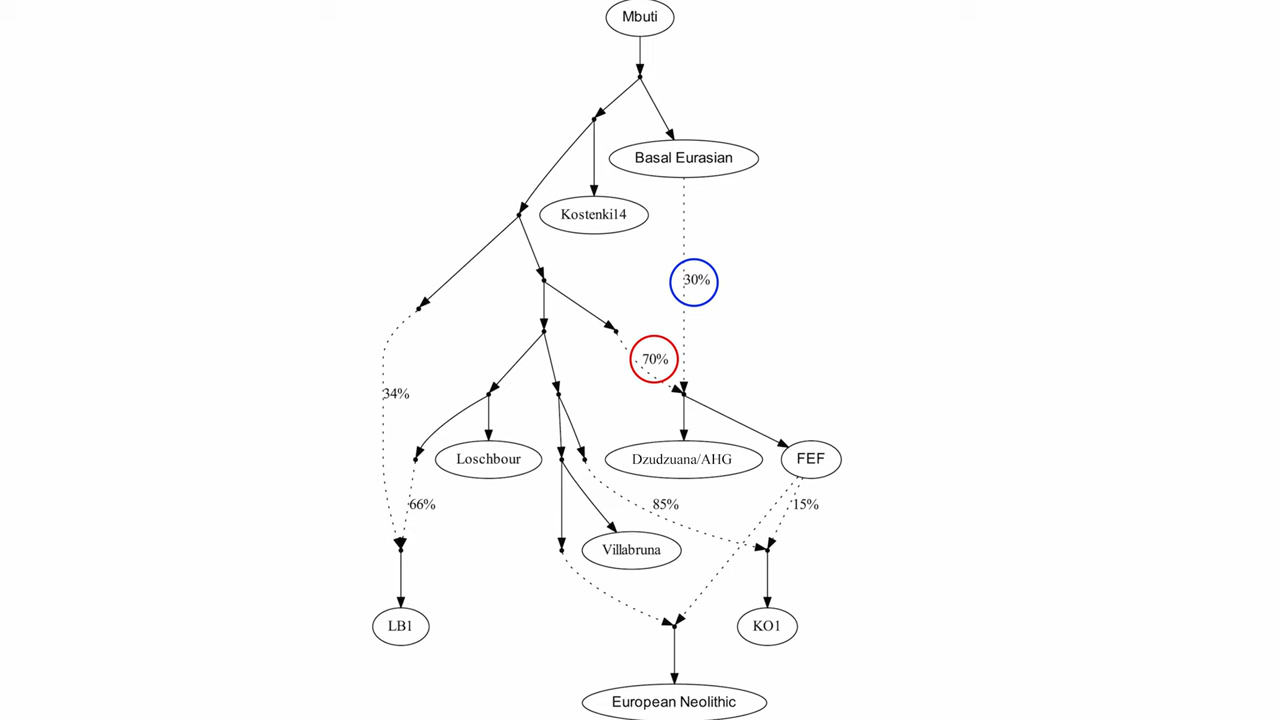 Mbuti
Basal Eurasian
Kostenki14
30%
70%
34%
Loschbour
Dzudzuana/AHG
FEF
66%
85%
15%
Villabruna
LB1
KO1
European Neolithic